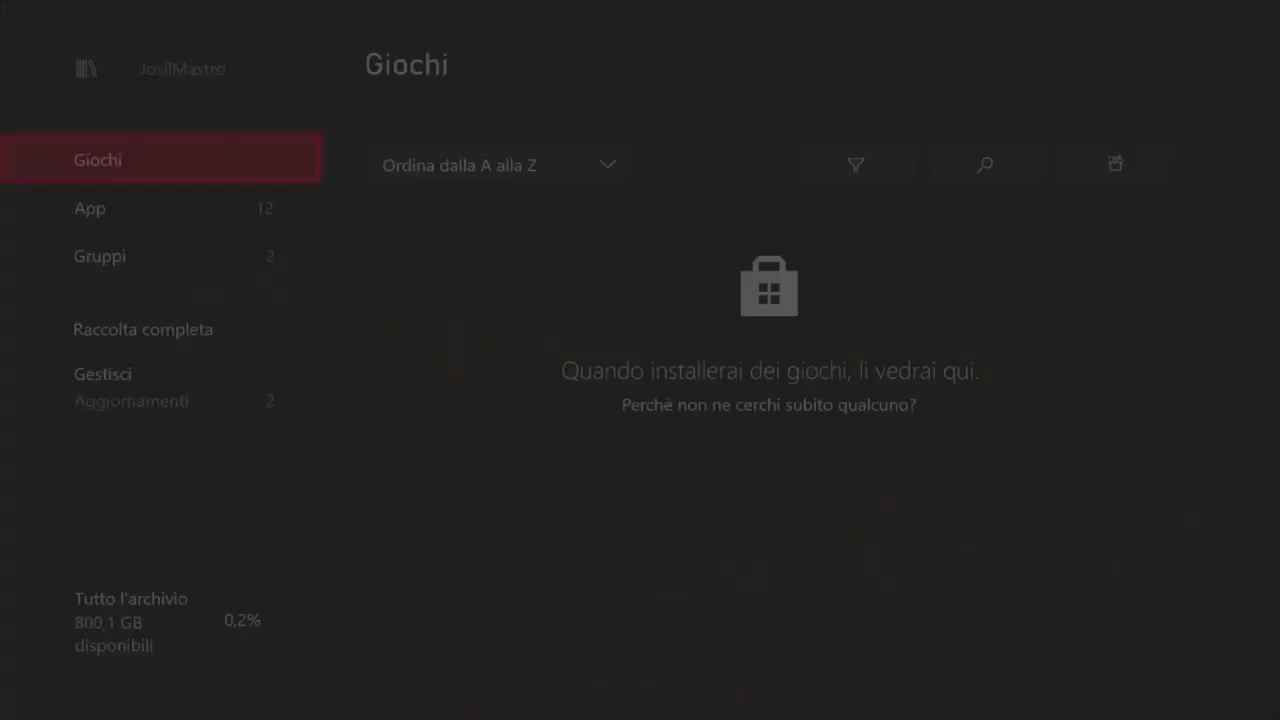 JosilMastro
Giochi
Giochi
Ordina dalla A alla Z
App 12
Gruppi 2
Raccolta completa
Gestisci
Aggiornamenti 2
Quando installerai dei giochi, li vedrai qui.
Perché non ne cerchi subito qualcuno?
Tutto l'archivio
800,1 GB
disponibili
0,2%